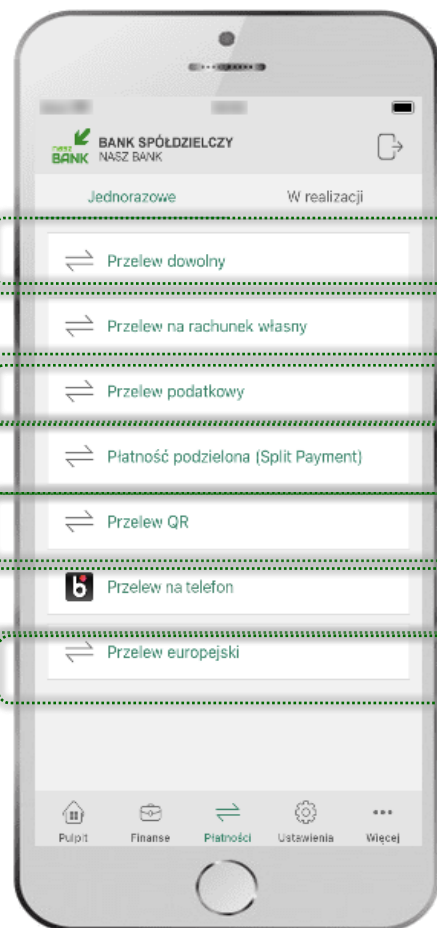 nasz
BANK
BANK SPÓŁDZIELCZY
NASZ BANK
Jednorazowe
W realizacji
Przelew dowolny
Przelew na rachunek własny
Przelew podatkowy
Płatność podzielona (Split Payment)
Przelew QR
Przelew na telefon
Przelew europejski
Pulpit
Finanse
Płatności
Ustawienia
Więcej